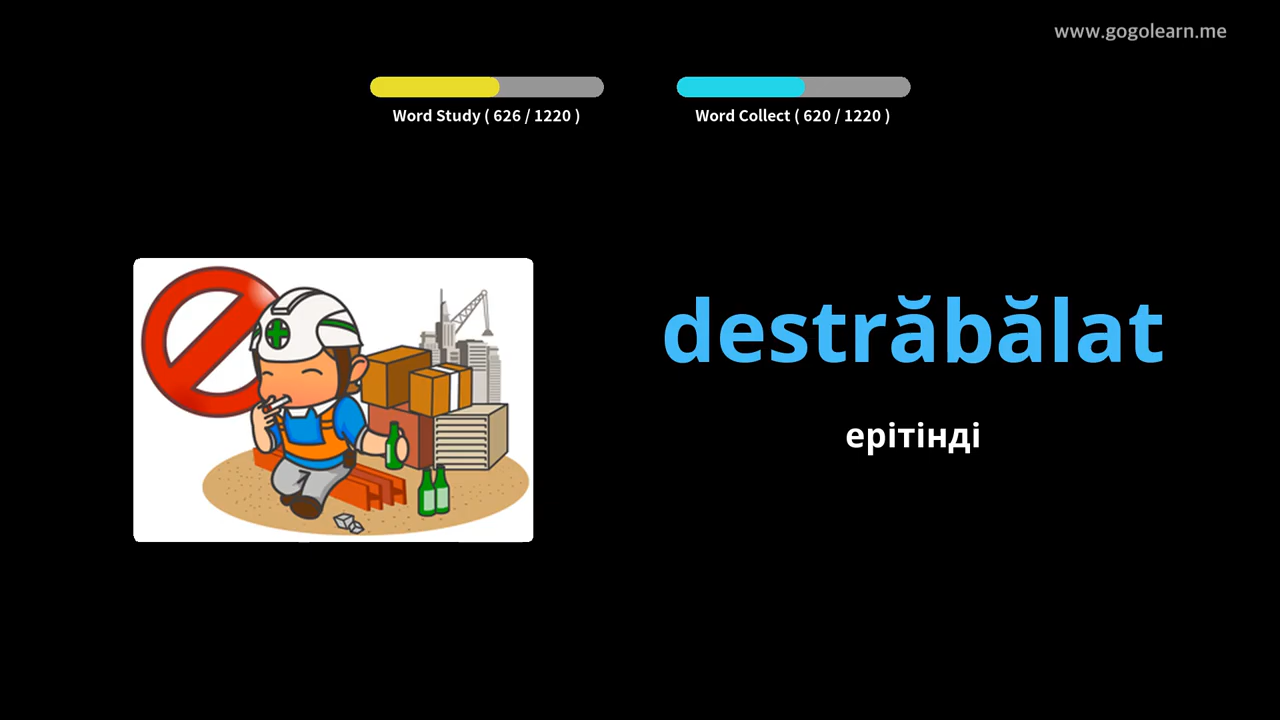 www.gogolearn.me
Word Study ( 626 / 1220 )
Word Collect ( 620 / 1220 )
destrăbălat
ерітінді